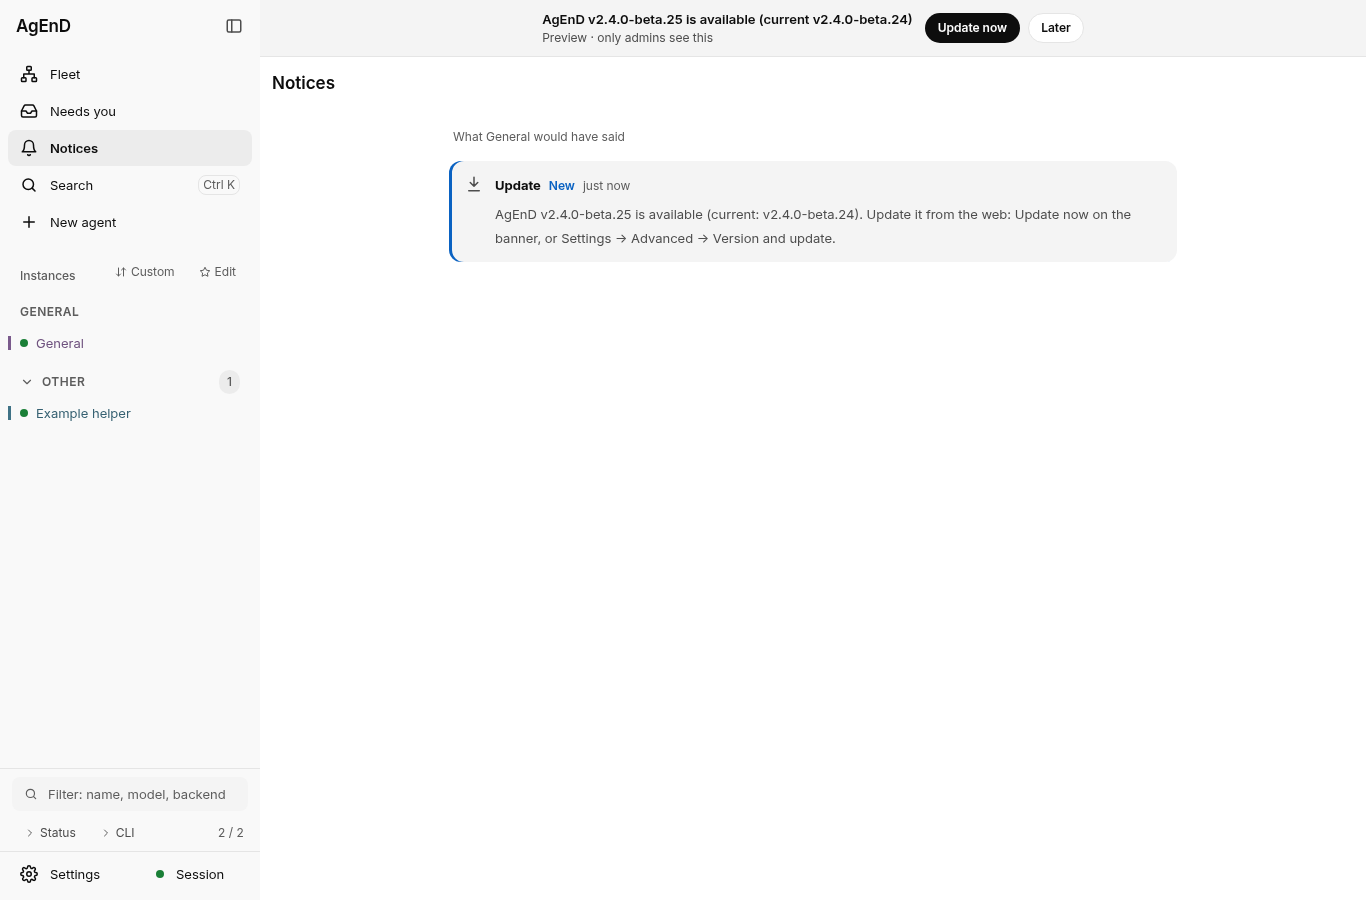 AgEnD
Fleet
Needs you
Notices
Search Ctrl K
New agent
Instances Custom Edit
GENERAL
General
OTHER 1
Example helper
Filter: name, model, backend
Status CLI 2 / 2
Settings Session
AgEnD v2.4.0-beta.25 is available (current v2.4.0-beta.24)
Preview · only admins see this
Update now Later
Notices
What General would have said
Update New just now
AgEnD v2.4.0-beta.25 is available (current: v2.4.0-beta.24). Update it from the web: Update now on the
banner, or Settings → Advanced → Version and update.